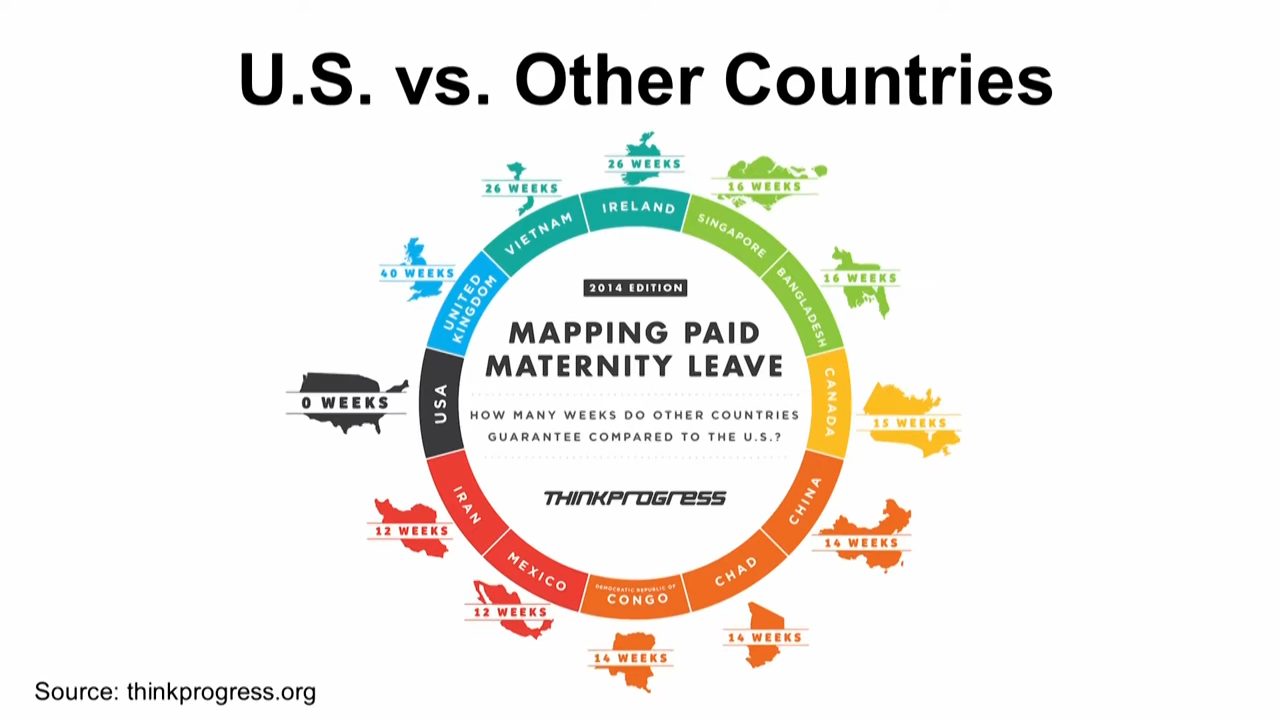 U.S. vs. Other Countries
26 WEEKS
IRELAND
16 WEEKS
SINGAPORE
16 WEEKS
BANGLADESH
15 WEEKS
CANADA
14 WEEKS
CHINA
14 WEEKS
CHAD
14 WEEKS
DEMOCRATIC REPUBLIC OF
CONGO
12 WEEKS
MEXICO
12 WEEKS
IRAN
0 WEEKS
USA
40 WEEKS
UNITED
KINGDOM
26 WEEKS
VIETNAM
2014 EDITION
MAPPING PAID
MATERNITY LEAVE
HOW MANY WEEKS DO OTHER COUNTRIES
GUARANTEE COMPARED TO THE U.S.?
THINKPROGRESS
Source: thinkprogress.org